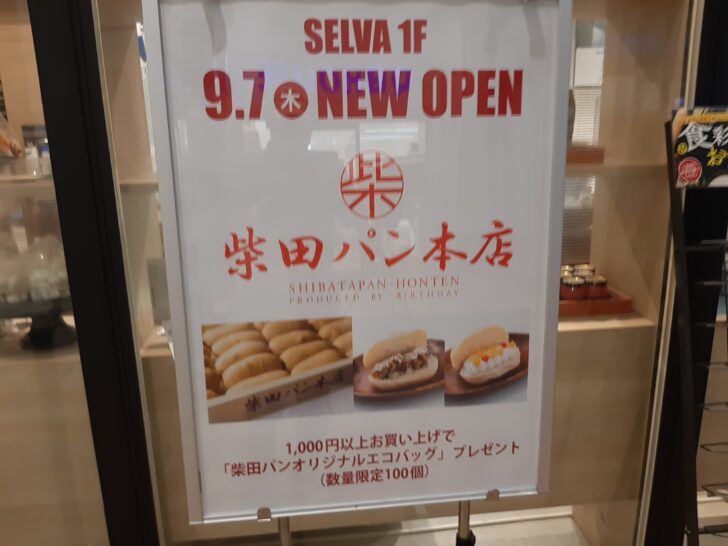 SELVA 1F
9.7 木 NEW OPEN
柴
柴田パン本店
SHIBATAPAN HONTEN
PRODUCED BY BIRTHDAY
柴田パン本店
1,000円以上お買い上げで
「柴田パンオリジナルエコバッグ」プレゼント
(数量限定100個)
食彩